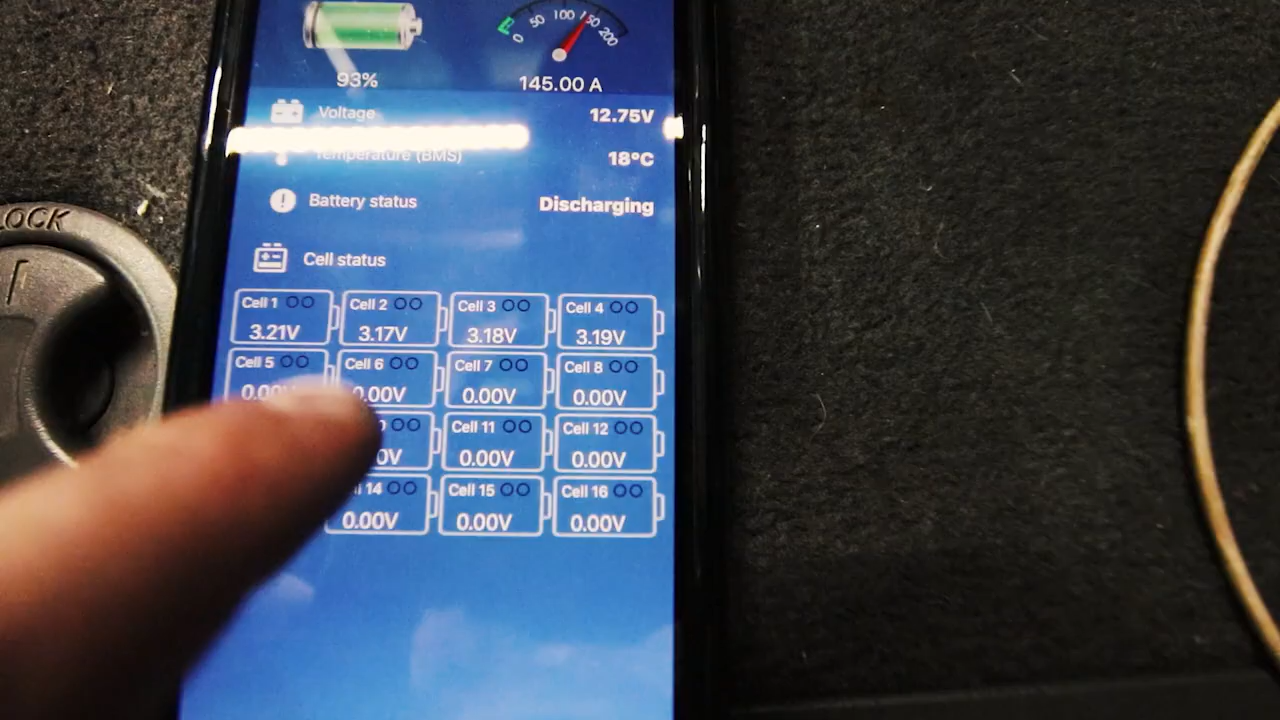 0 50 100 150 200
93%
145.00 A
Voltage 12.75V
Temperature (BMS) 18°C
Battery status Discharging
LOCK
Cell status
Cell 1 Cell 2 Cell 3 Cell 4
3.21V 3.17V 3.18V 3.19V
Cell 5 Cell 6 Cell 7 Cell 8
0.00V 0.00V 0.00V
Cell 11 Cell 12
0.00V 0.00V
14 Cell 15 Cell 16
0.00V 0.00V 0.00V